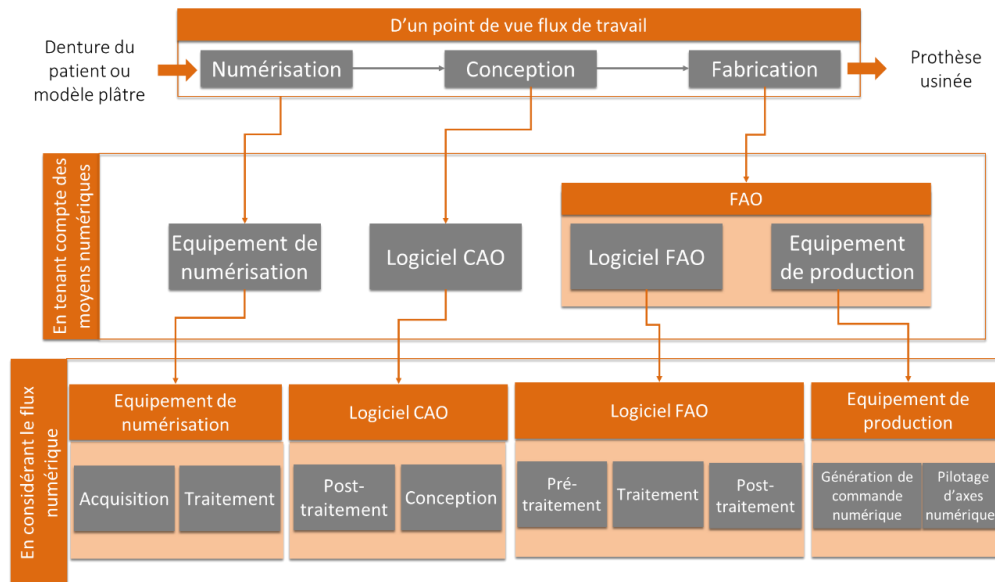 D'un point de vue flux de travail
Denture du
patient ou
modèle plâtre
Numérisation
Conception
Fabrication
Prothèse
usinée
En tenant compte des
moyens numériques
FAO
Equipement de
numérisation
Logiciel CAO
Logiciel FAO
Equipement
de production
En considérant le flux
numérique
Equipement de
numérisation
Logiciel CAO
Logiciel FAO
Equipement de
production
Acquisition
Traitement
Post-
traitement
Conception
Pré-
traitement
Traitement
Post-
traitement
Génération de
commande
numérique
Pilotage
d'axes
numérique